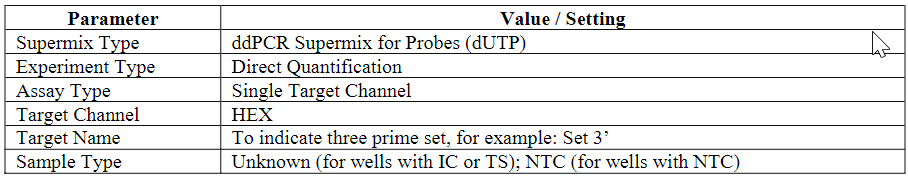 Parameter Value / Setting
Supermix Type ddPCR Supermix for Probes (dUTP)
Experiment Type Direct Quantification
Assay Type Single Target Channel
Target Channel HEX
Target Name To indicate three prime set, for example: Set 3’
Sample Type Unknown (for wells with IC or TS); NTC (for wells with NTC)